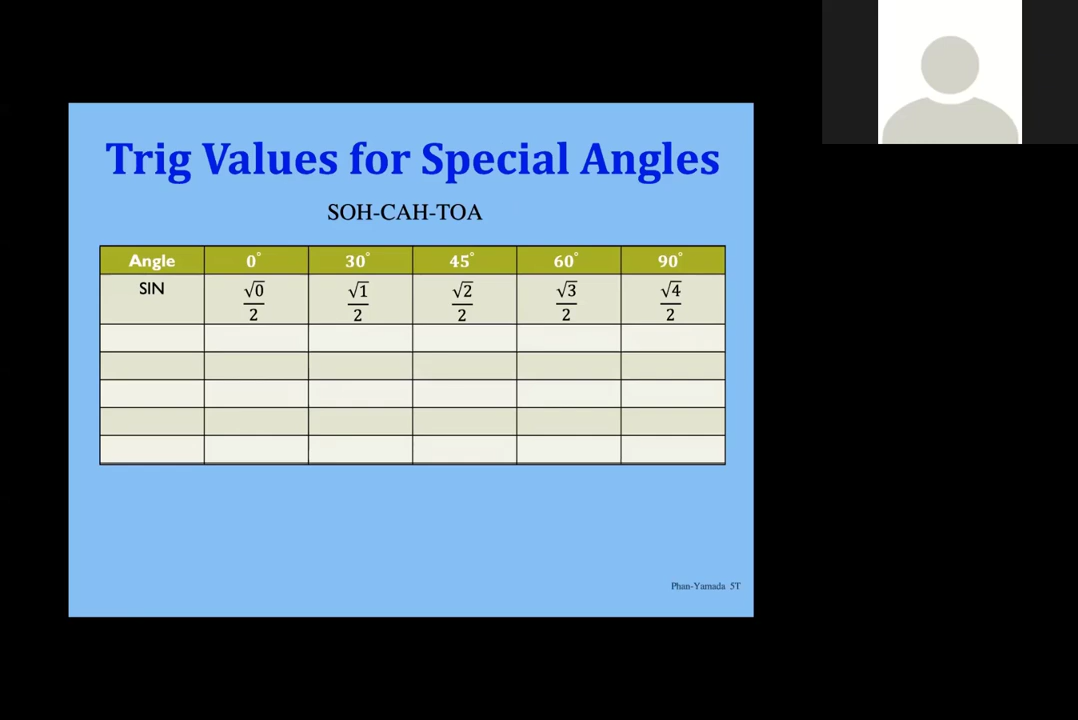 Trig Values for Special Angles
SOH-CAH-TOA
Angle 0° 30° 45° 60° 90°
SIN √0/2 √1/2 √2/2 √3/2 √4/2
Phan-Yamada 5T